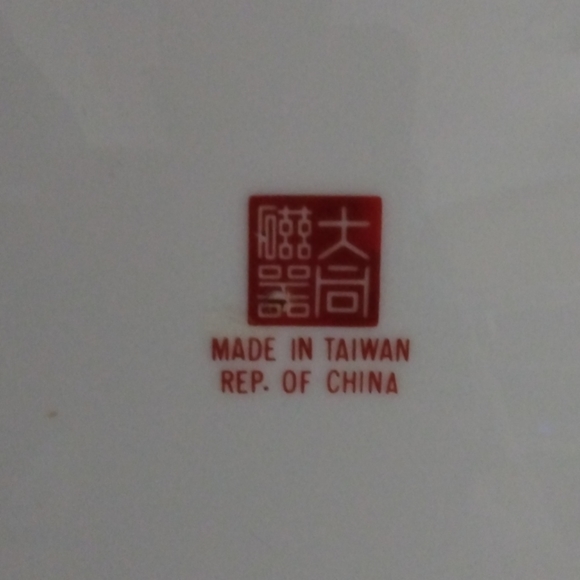 大同
磁器
MADE IN TAIWAN
REP. OF CHINA